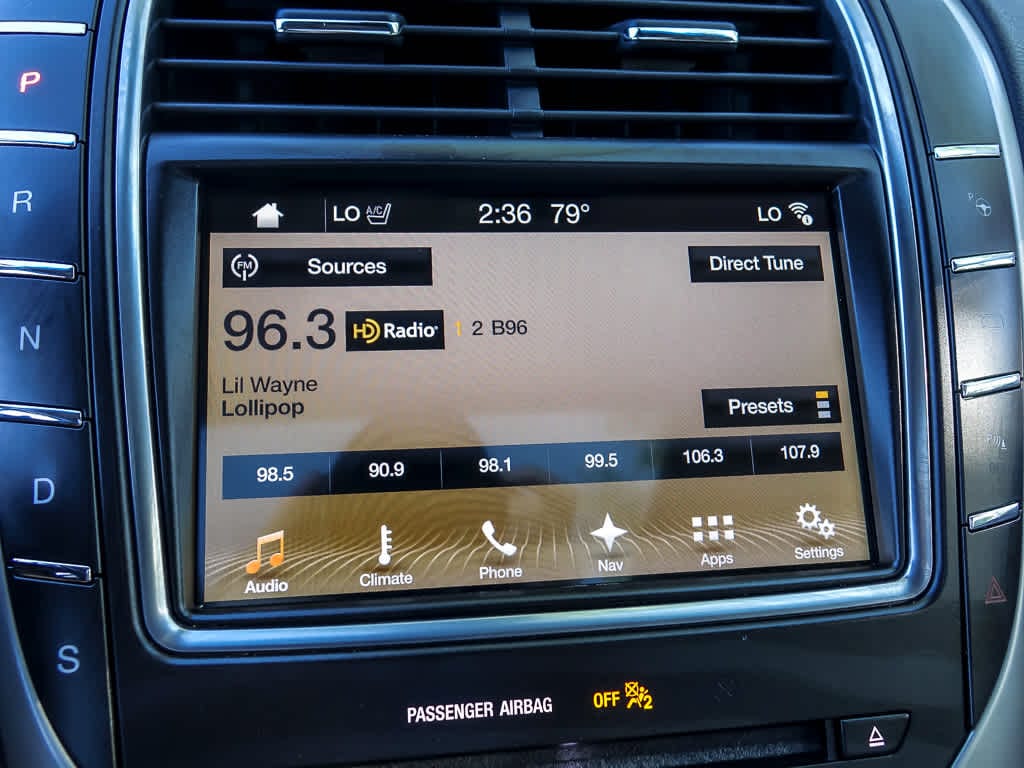 P
R
N
D
S
LO A/C 2:36 79° LO
FM Sources
Direct Tune
96.3 HD Radio 1 2 B96
Lil Wayne
Lollipop
Presets
98.5 90.9 98.1 99.5 106.3 107.9
Audio Climate Phone Nav Apps Settings
PASSENGER AIRBAG OFF 2
P